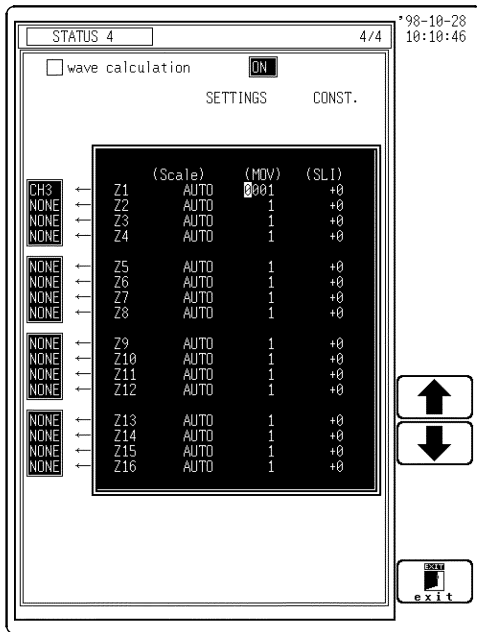 '98-10-28
STATUS 4 4/4 10:10:46
wave calculation ON
SETTINGS CONST.
(Scale) (MOV) (SLI)
CH3 ← Z1 AUTO 0001 +0
NONE ← Z2 AUTO 1 +0
NONE ← Z3 AUTO 1 +0
NONE ← Z4 AUTO 1 +0
NONE ← Z5 AUTO 1 +0
NONE ← Z6 AUTO 1 +0
NONE ← Z7 AUTO 1 +0
NONE ← Z8 AUTO 1 +0
NONE ← Z9 AUTO 1 +0
NONE ← Z10 AUTO 1 +0
NONE ← Z11 AUTO 1 +0
NONE ← Z12 AUTO 1 +0
NONE ← Z13 AUTO 1 +0
NONE ← Z14 AUTO 1 +0
NONE ← Z15 AUTO 1 +0
NONE ← Z16 AUTO 1 +0
EXIT
exit